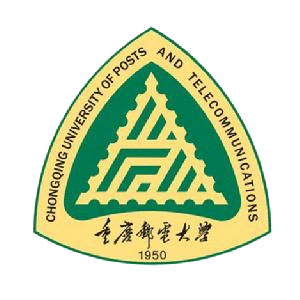 CHONGQING UNIVERSITY OF POSTS AND TELECOMMUNICATIONS
重庆邮电大学
1950